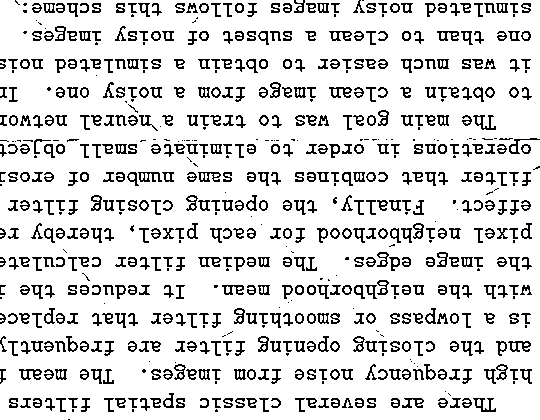 There are several classic spatial filters
high frequency noise from images. The mean f
and the closing opening filter are frequently
is a lowpass or smoothing filter that replace
with the neighborhood mean. It reduces the i
the image edges. The median filter calculate
pixel neighborhood for each pixel, thereby re
effect. Finally, the opening closing filter
filter that combines the same number of erosi
operations in order to eliminate small object
The main goal was to train a neural networ
to obtain a clean image from a noisy one. In
it was much easier to obtain a simulated nois
one than to clean a subset of noisy images.
simulated noisy images follows this scheme: